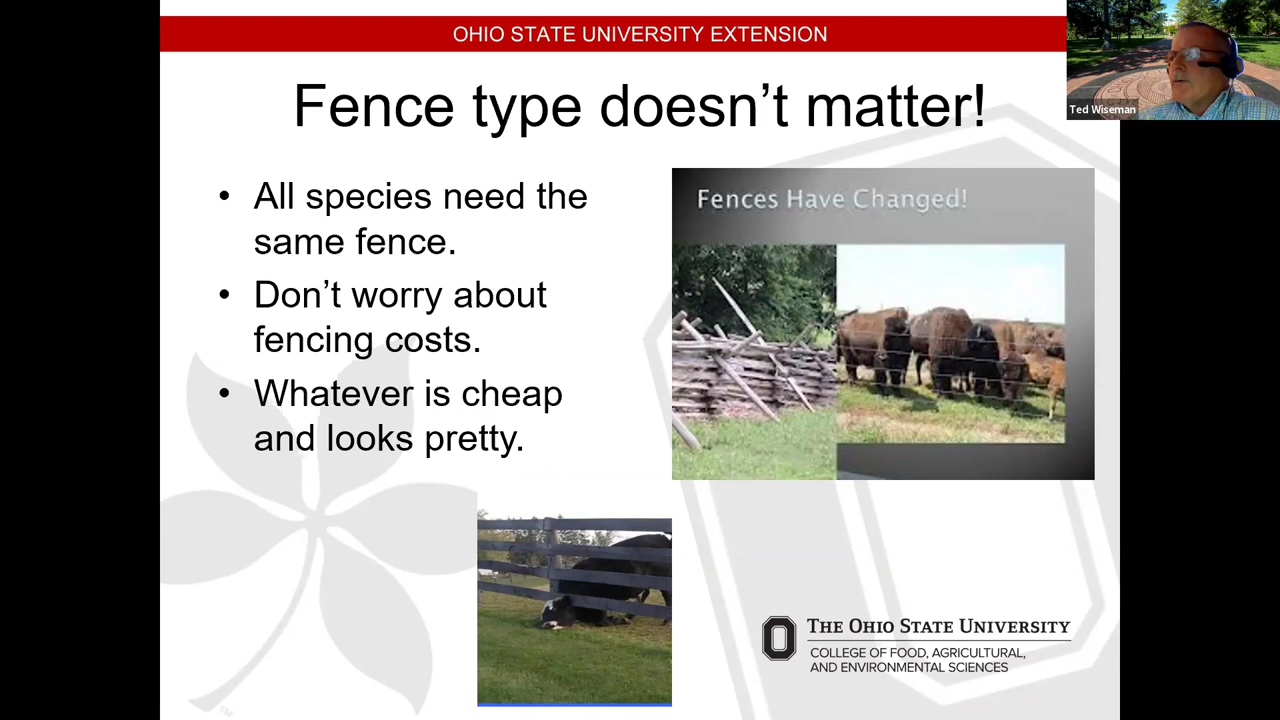 OHIO STATE UNIVERSITY EXTENSION
Ted Wiseman
Fence type doesn’t matter!
• All species need the
same fence.
• Don’t worry about
fencing costs.
• Whatever is cheap
and looks pretty.
Fences Have Changed!
THE OHIO STATE UNIVERSITY
COLLEGE OF FOOD, AGRICULTURAL,
AND ENVIRONMENTAL SCIENCES
TM